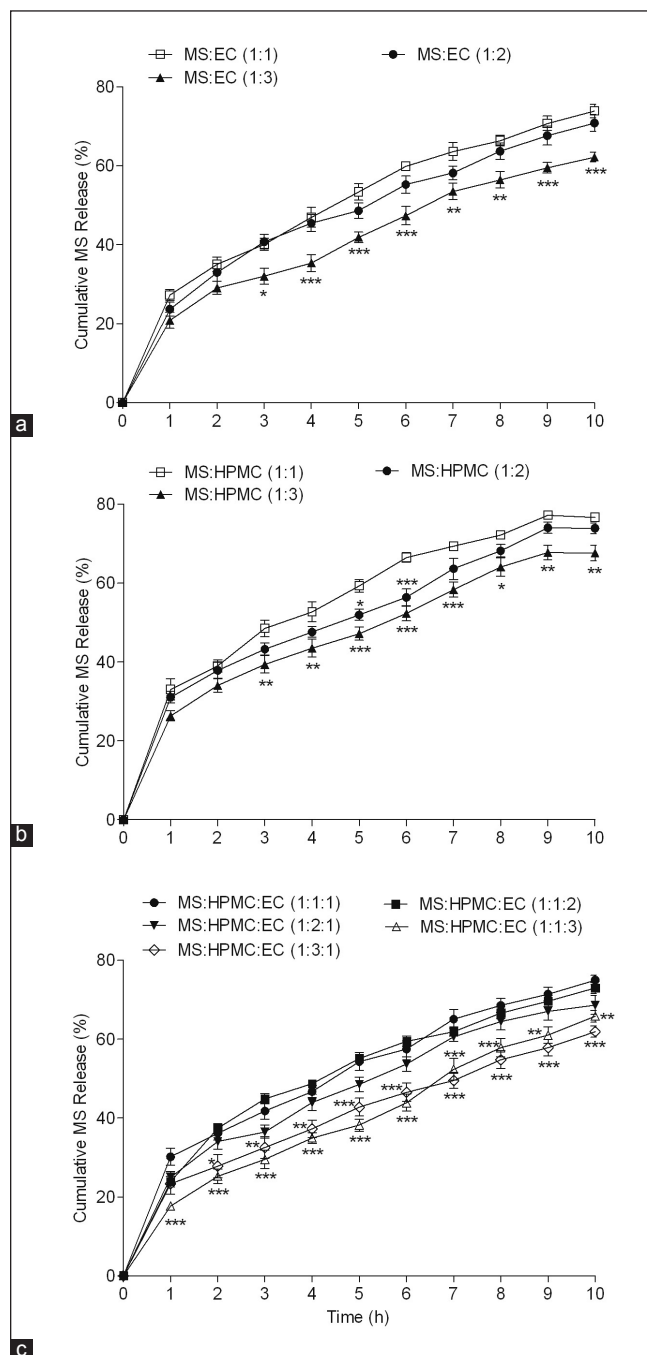 MS:EC (1:1) MS:EC (1:2)
MS:EC (1:3)
80
60
40
20
0
Cumulative MS Release (%)
* *** *** *** ** ** *** ***
0 1 2 3 4 5 6 7 8 9 10
a
MS:HPMC (1:1) MS:HPMC (1:2)
MS:HPMC (1:3)
80
60
40
20
0
Cumulative MS Release (%)
* ***
** ** *** *** *** * ** **
0 1 2 3 4 5 6 7 8 9 10
b
MS:HPMC:EC (1:1:1) MS:HPMC:EC (1:1:2)
MS:HPMC:EC (1:2:1) MS:HPMC:EC (1:1:3)
MS:HPMC:EC (1:3:1)
80
60
40
20
0
Cumulative MS Release (%)
* ** ** *** *** *** *** ** **
*** *** *** *** *** *** *** *** *** ***
0 1 2 3 4 5 6 7 8 9 10
Time (h)
c